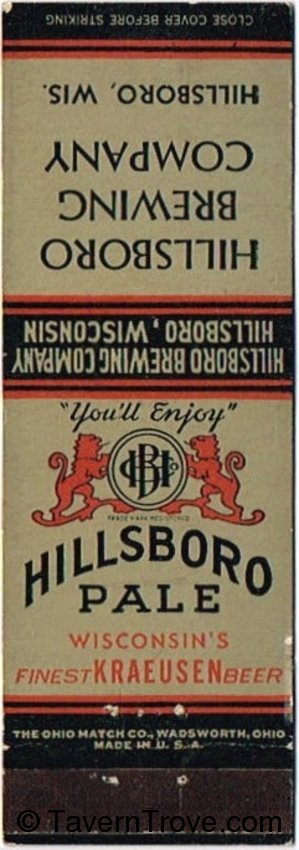 CLOSE COVER BEFORE STRIKING
HILLSBORO
BREWING
COMPANY
HILLSBORO, WIS.
HILLSBORO BREWING COMPANY
HILLSBORO, WISCONSIN
"You'll Enjoy"
HBCo
TRADE MARK REGISTERED
HILLSBORO
PALE
WISCONSIN'S
FINEST KRAEUSEN BEER
THE OHIO MATCH CO., WADSWORTH, OHIO
MADE IN U.S.A.
© TavernTrove.com